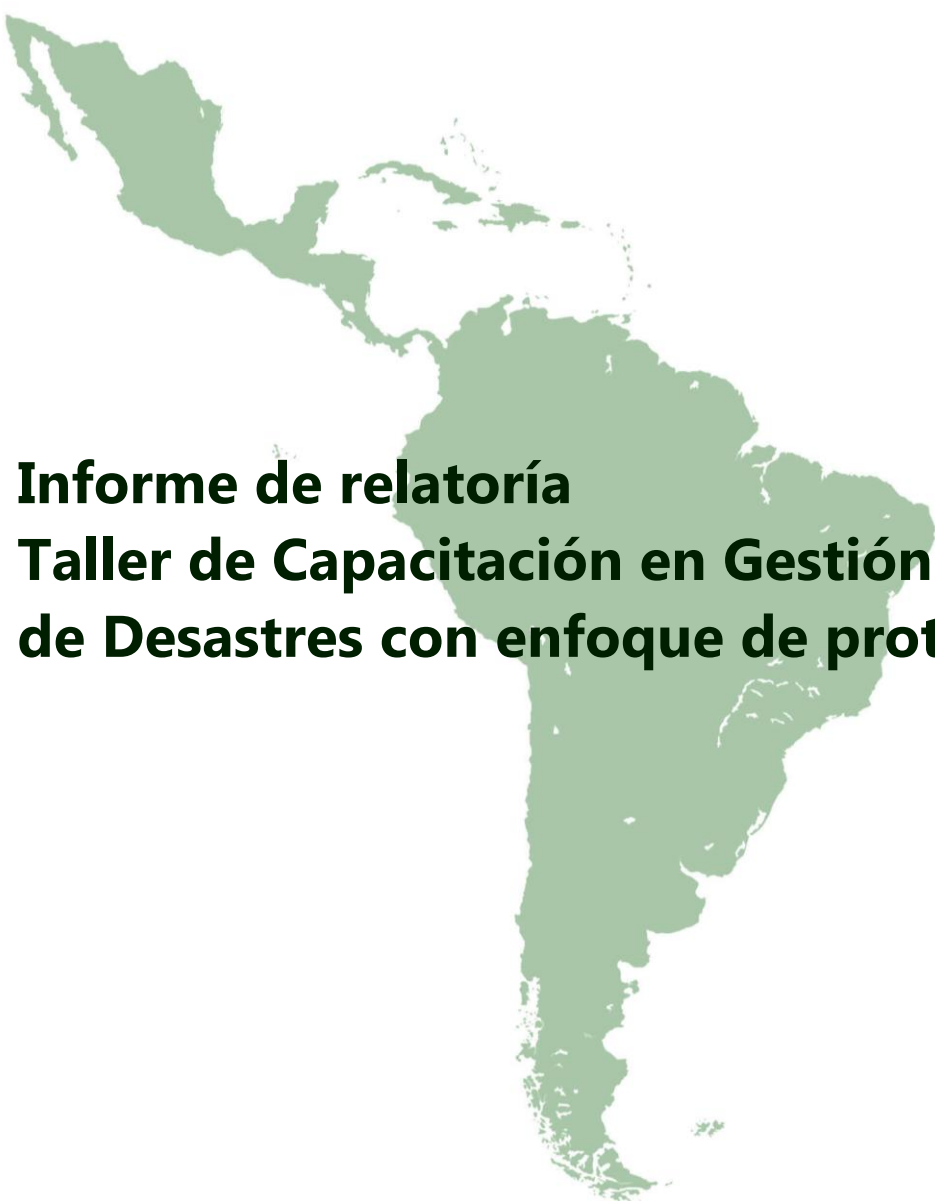 Informe de relatoría
Taller de Capacitación en Gestión
de Desastres con enfoque de prot